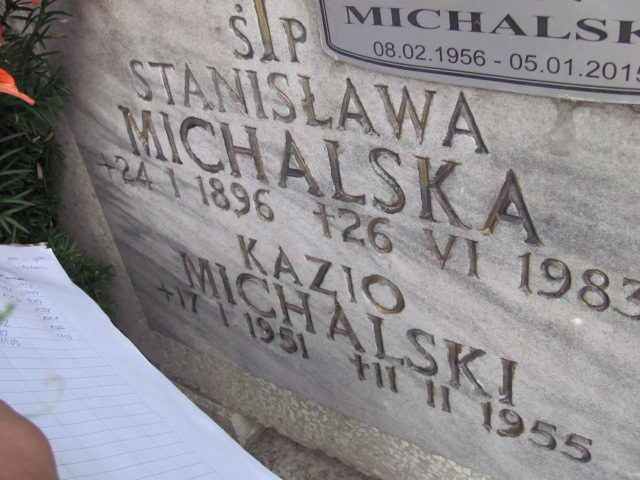 MICHALSK
08.02.1956 - 05.01.2015
ŚP
STANISŁAWA
MICHALSKA
+24 I 1896 +26 VI 1983
KAZIO
MICHALSKI
+17 I 1951 +11 II 1955